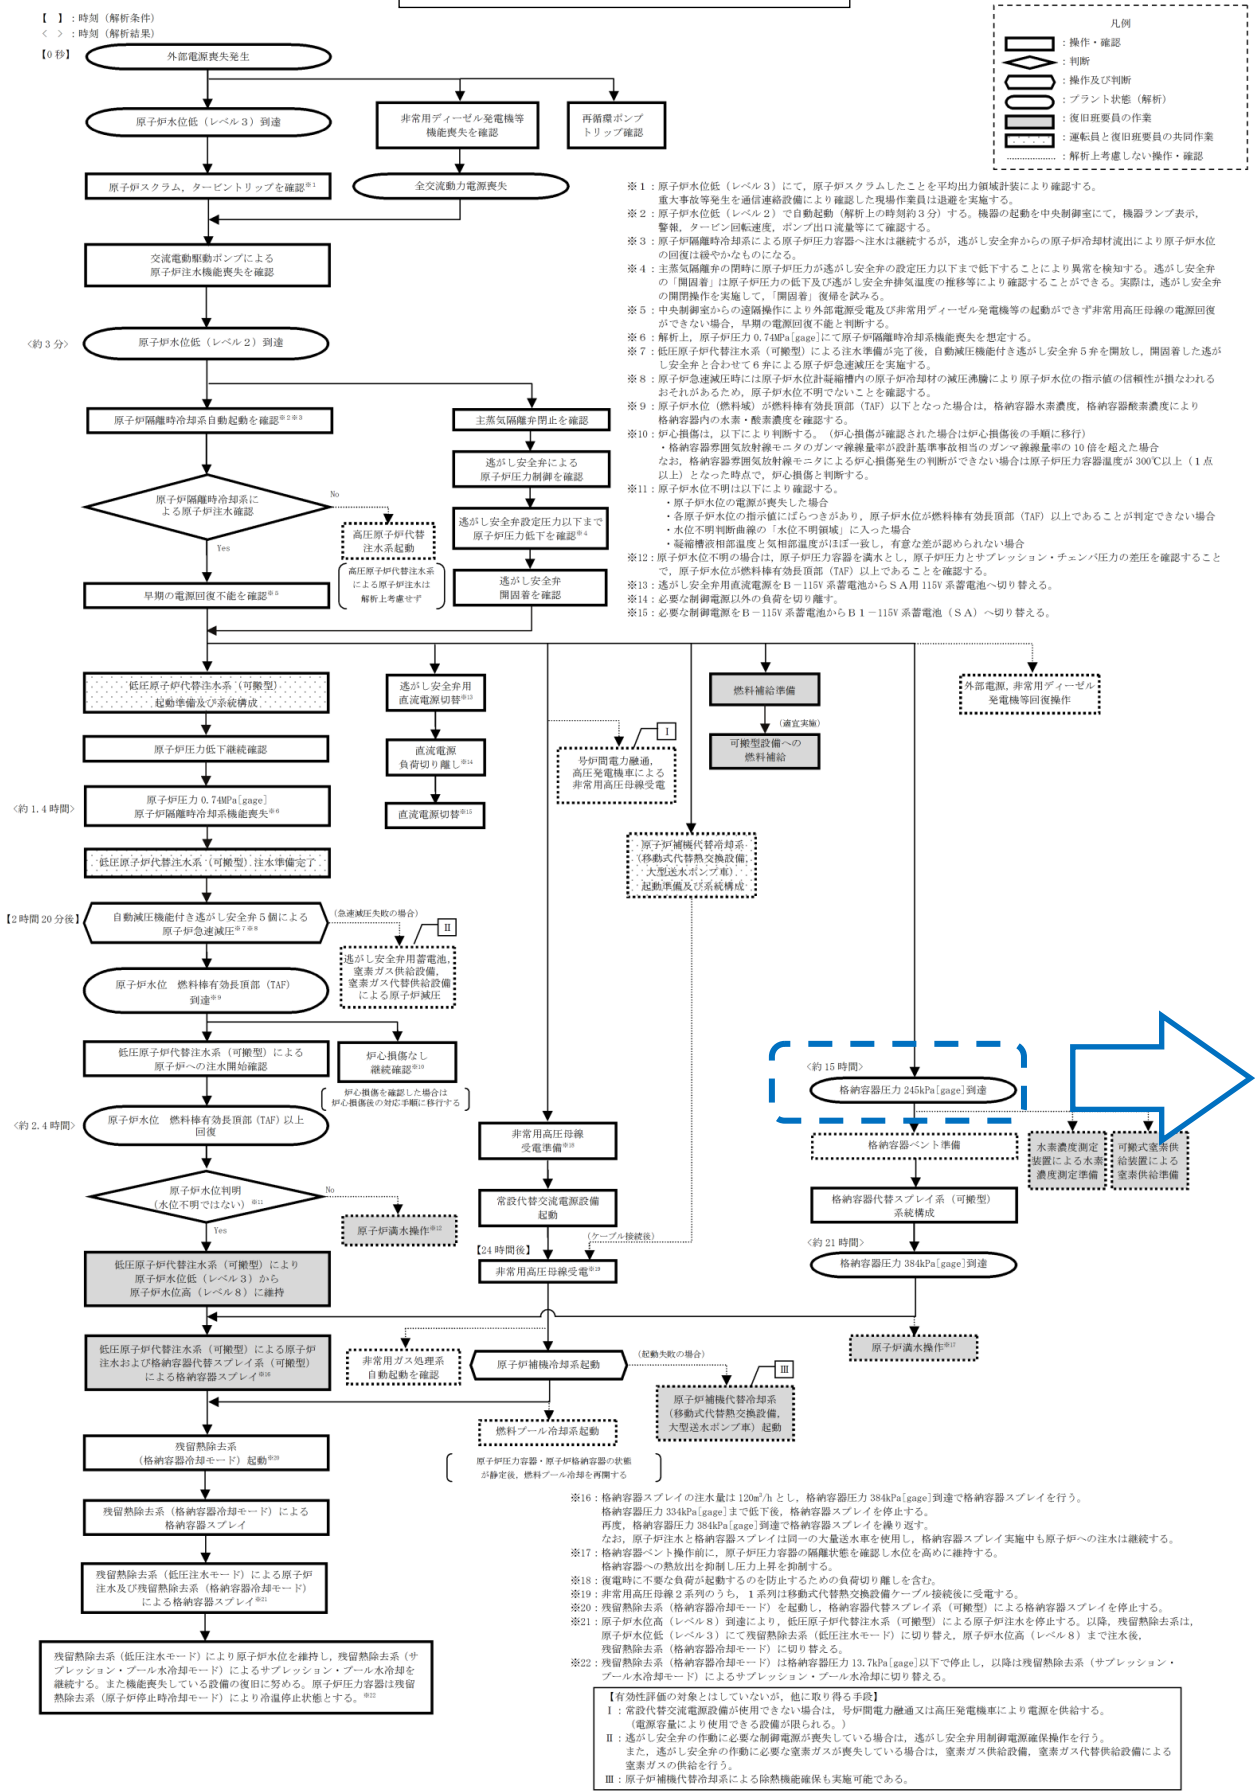 【　】：時刻（解析条件）
＜　＞：時刻（解析結果）
凡例
：操作・確認
：判断
：操作及び判断
：プラント状態（解析）
：復旧班要員の作業
：運転員と復旧班要員の共同作業
：解析上考慮しない操作・確認
【0秒】
外部電源喪失発生
原子炉水位低（レベル３）到達
非常用ディーゼル発電機等
機能喪失を確認
再循環ポンプ
トリップ確認
原子炉スクラム，タービントリップを確認※1
全交流動力電源喪失
交流電動駆動ポンプによる
原子炉注水機能喪失を確認
〈約３分〉
原子炉水位低（レベル２）到達
原子炉隔離時冷却系自動起動を確認※2※3
主蒸気隔離弁閉止を確認
逃がし安全弁による
原子炉圧力制御を確認
原子炉隔離時冷却系に
よる原子炉注水確認
No
Yes
高圧原子炉代替
注水系起動
高圧原子炉代替注水系
による原子炉注水は
解析上考慮せず
逃がし安全弁設定圧力以下まで
原子炉圧力低下を確認※4
逃がし安全弁
開固着を確認
早期の電源回復不能を確認※5
※１：原子炉水位低（レベル３）にて，原子炉スクラムしたことを平均出力領域計装により確認する。
重大事故等発生を通信連絡設備により確認した現場作業員は退避を実施する。
※２：原子炉水位低（レベル２）で自動起動（解析上の時刻約３分）する。機器の起動を中央制御室にて，機器ランプ表示，
警報，タービン回転速度，ポンプ出口流量等にて確認する。
※３：原子炉隔離時冷却系による原子炉圧力容器へ注水は継続するが，逃がし安全弁からの原子炉冷却材流出により原子炉水位
の回復は緩やかなものになる。
※４：主蒸気隔離弁の閉時に原子炉圧力が逃がし安全弁の設定圧力以下まで低下することにより異常を検知する。逃がし安全弁
の「開固着」は原子炉圧力の低下及び逃がし安全弁排気温度の推移等により確認することができる。実際は，逃がし安全弁
の開閉操作を実施して，「開固着」復帰を試みる。
※５：中央制御室からの遠隔操作により外部電源受電及び非常用ディーゼル発電機等の起動ができず非常用高圧母線の電源回復
ができない場合，早期の電源回復不能と判断する。
※６：解析上，原子炉圧力0.74MPa[gage]にて原子炉隔離時冷却系機能喪失を想定する。
※７：低圧原子炉代替注水系（可搬型）による注水準備が完了後，自動減圧機能付き逃がし安全弁５弁を開放し，開固着した逃が
し安全弁と合わせて６弁による原子炉急速減圧を実施する。
※８：原子炉急速減圧時には原子炉水位計凝縮槽内の原子炉冷却材の減圧沸騰により原子炉水位の指示値の信頼性が損なわれる
おそれがあるため，原子炉水位不明でないことを確認する。
※９：原子炉水位（燃料域）が燃料棒有効長頂部（TAF）以下となった場合は，格納容器水素濃度，格納容器酸素濃度により
格納容器内の水素・酸素濃度を確認する。
※10：炉心損傷は，以下により判断する。（炉心損傷が確認された場合は炉心損傷後の手順に移行）
・格納容器雰囲気放射線モニタのガンマ線線量率が設計基準事故相当のガンマ線線量率の10倍を超えた場合
なお，格納容器雰囲気放射線モニタによる炉心損傷発生の判断ができない場合は原子炉圧力容器温度が300℃以上（１点
以上）となった時点で，炉心損傷と判断する。
※11：原子炉水位不明は以下により確認する。
・原子炉水位の電源が喪失した場合
・各原子炉水位の指示値にばらつきがあり，原子炉水位が燃料棒有効長頂部（TAF）以上であることが判定できない場合
・水位不明判断曲線の「水位不明領域」に入った場合
・凝縮槽液相部温度と気相部温度がほぼ一致し，有意な差が認められない場合
※12：原子炉水位不明の場合は，原子炉圧力容器を満水とし，原子炉圧力とサプレッション・チェンバ圧力の差圧を確認すること
で，原子炉水位が燃料棒有効長頂部（TAF）以上であることを確認する。
※13：逃がし安全弁用直流電源をＢ－115V系蓄電池からＳＡ用115V系蓄電池へ切り替える。
※14：必要な制御電源以外の負荷を切り離す。
※15：必要な制御電源をＢ－115V系蓄電池からＢ１－115V系蓄電池（ＳＡ）へ切り替える。
低圧原子炉代替注水系（可搬型）
起動準備及び系統構成
逃がし安全弁用
直流電源切替※13
燃料補給準備
外部電源，非常用ディーゼル
発電機等回復操作
（適宜実施）
原子炉圧力低下継続確認
直流電源
負荷切り離し※14
Ⅰ
号炉間電力融通，
高圧発電機車による
非常用高圧母線受電
可搬型設備への
燃料補給
〈約1.4時間〉
原子炉圧力0.74MPa[gage]
原子炉隔離時冷却系機能喪失※6
直流電源切替※15
低圧原子炉代替注水系（可搬型）注水準備完了
原子炉補機代替冷却系
（移動式代替熱交換設備，
大型送水ポンプ車）
起動準備及び系統構成
【2時間20分後】
自動減圧機能付き逃がし安全弁５個による
原子炉急速減圧※7※8
（急速減圧失敗の場合）
Ⅱ
逃がし安全弁用蓄電池，
窒素ガス供給設備，
窒素ガス代替供給設備
による原子炉減圧
原子炉水位　燃料棒有効長頂部（TAF）
到達※9
低圧原子炉代替注水系（可搬型）による
原子炉への注水開始確認
炉心損傷なし
継続確認※10
炉心損傷を確認した場合は
炉心損傷後の対応手順に移行する
〈約2.4時間〉
原子炉水位　燃料棒有効長頂部（TAF）以上
回復
〈約15時間〉
格納容器圧力245kPa[gage]到達
非常用高圧母線
受電準備※18
格納容器ベント準備
水素濃度測定
装置による水素
濃度測定準備
可搬式窒素供
給装置による
窒素供給準備
原子炉水位判明
（水位不明ではない）※11
No
Yes
原子炉満水操作※12
常設代替交流電源設備
起動
格納容器代替スプレイ系（可搬型）
系統構成
（ケーブル接続後）
【24時間後】
非常用高圧母線受電※19
〈約21時間〉
格納容器圧力384kPa[gage]到達
低圧原子炉代替注水系（可搬型）により
原子炉水位低（レベル３）から
原子炉水位高（レベル８）に維持
低圧原子炉代替注水系（可搬型）による原子炉
注水および格納容器代替スプレイ系（可搬型）
による格納容器スプレイ※16
非常用ガス処理系
自動起動を確認
原子炉補機冷却系起動
（起動失敗の場合）
Ⅲ
原子炉補機代替冷却系
（移動式代替熱交換設備，
大型送水ポンプ車）起動
原子炉満水操作※17
燃料プール冷却系起動
原子炉圧力容器・原子炉格納容器の状態
が静定後，燃料プール冷却を再開する
残留熱除去系
（格納容器冷却モード）起動※20
残留熱除去系（格納容器冷却モード）による
格納容器スプレイ
残留熱除去系（低圧注水モード）による原子炉
注水及び残留熱除去系（格納容器冷却モード）
による格納容器スプレイ※21
残留熱除去系（低圧注水モード）により原子炉水位を維持し，残留熱除去系（サ
プレッション・プール水冷却モード）によるサプレッション・プール水冷却を
継続する。また機能喪失している設備の復旧に努める。原子炉圧力容器は残留
熱除去系（原子炉停止時冷却モード）により冷温停止状態とする。※22
※16：格納容器スプレイの注水量は120m³/hとし，格納容器圧力384kPa[gage]到達で格納容器スプレイを行う。
格納容器圧力334kPa[gage]まで低下後，格納容器スプレイを停止する。
再度，格納容器圧力384kPa[gage]到達で格納容器スプレイを繰り返す。
なお，原子炉注水と格納容器スプレイは同一の大量送水車を使用し，格納容器スプレイ実施中も原子炉への注水は継続する。
※17：格納容器ベント操作前に，原子炉圧力容器の隔離状態を確認し水位を高めに維持する。
格納容器への熱放出を抑制し圧力上昇を抑制する。
※18：復電時に不要な負荷が起動するのを防止するための負荷切り離しを含む。
※19：非常用高圧母線２系列のうち，１系列は移動式代替熱交換設備ケーブル接続後に受電する。
※20：残留熱除去系（格納容器冷却モード）を起動し，格納容器代替スプレイ系（可搬型）による格納容器スプレイを停止する。
※21：原子炉水位高（レベル８）到達により，低圧原子炉代替注水系（可搬型）による原子炉注水を停止する。以降，残留熱除去系は，
原子炉水位低（レベル３）にて残留熱除去系（低圧注水モード）に切り替え，原子炉水位高（レベル８）まで注水後，
残留熱除去系（格納容器冷却モード）に切り替える。
※22：残留熱除去系（格納容器冷却モード）は格納容器圧力13.7kPa[gage]以下で停止し，以降は残留熱除去系（サプレッション・
プール水冷却モード）によるサプレッション・プール水冷却に切り替える。
【有効性評価の対象とはしていないが，他に取り得る手段】
Ⅰ：常設代替交流電源設備が使用できない場合は，号炉間電力融通又は高圧発電機車により電源を供給する。
（電源容量により使用できる設備が限られる。）
Ⅱ：逃がし安全弁の作動に必要な制御電源が喪失している場合は，逃がし安全弁用制御電源確保操作を行う。
また，逃がし安全弁の作動に必要な窒素ガスが喪失している場合は，窒素ガス供給設備，窒素ガス代替供給設備による
窒素ガスの供給を行う。
Ⅲ：原子炉補機代替冷却系による除熱機能確保も実施可能である。